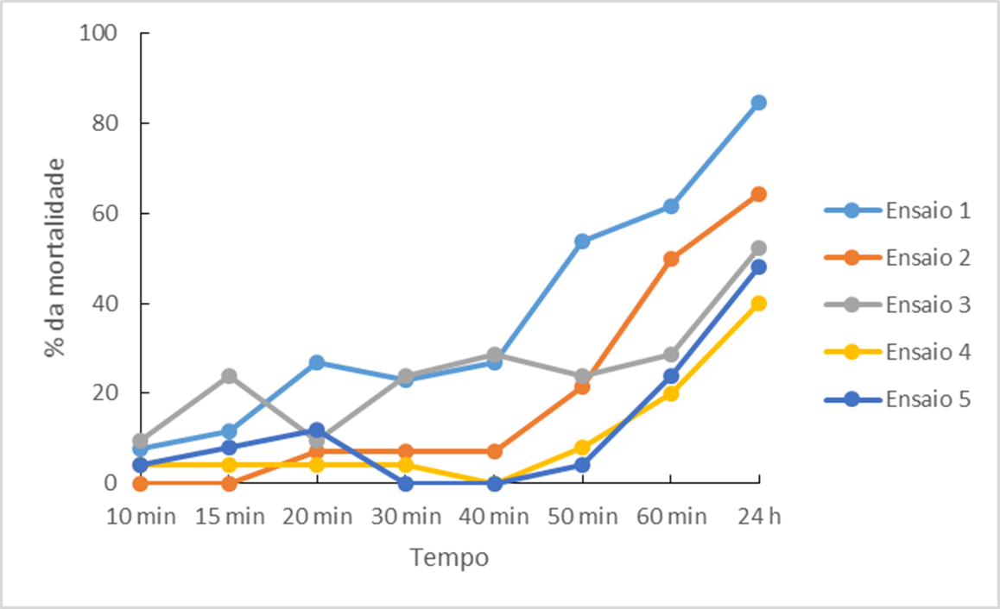 100
80
60
40
20
0
% da mortalidade
10 min 15 min 20 min 30 min 40 min 50 min 60 min 24 h
Tempo
Ensaio 1
Ensaio 2
Ensaio 3
Ensaio 4
Ensaio 5